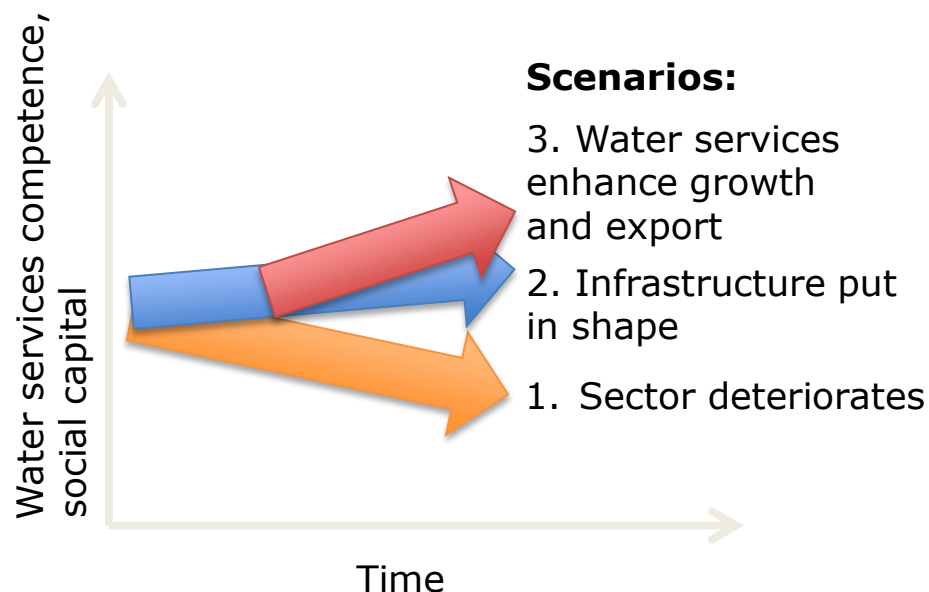 Water services competence,
social capital
Scenarios:
3. Water services
enhance growth
and export
2. Infrastructure put
in shape
1. Sector deteriorates
Time